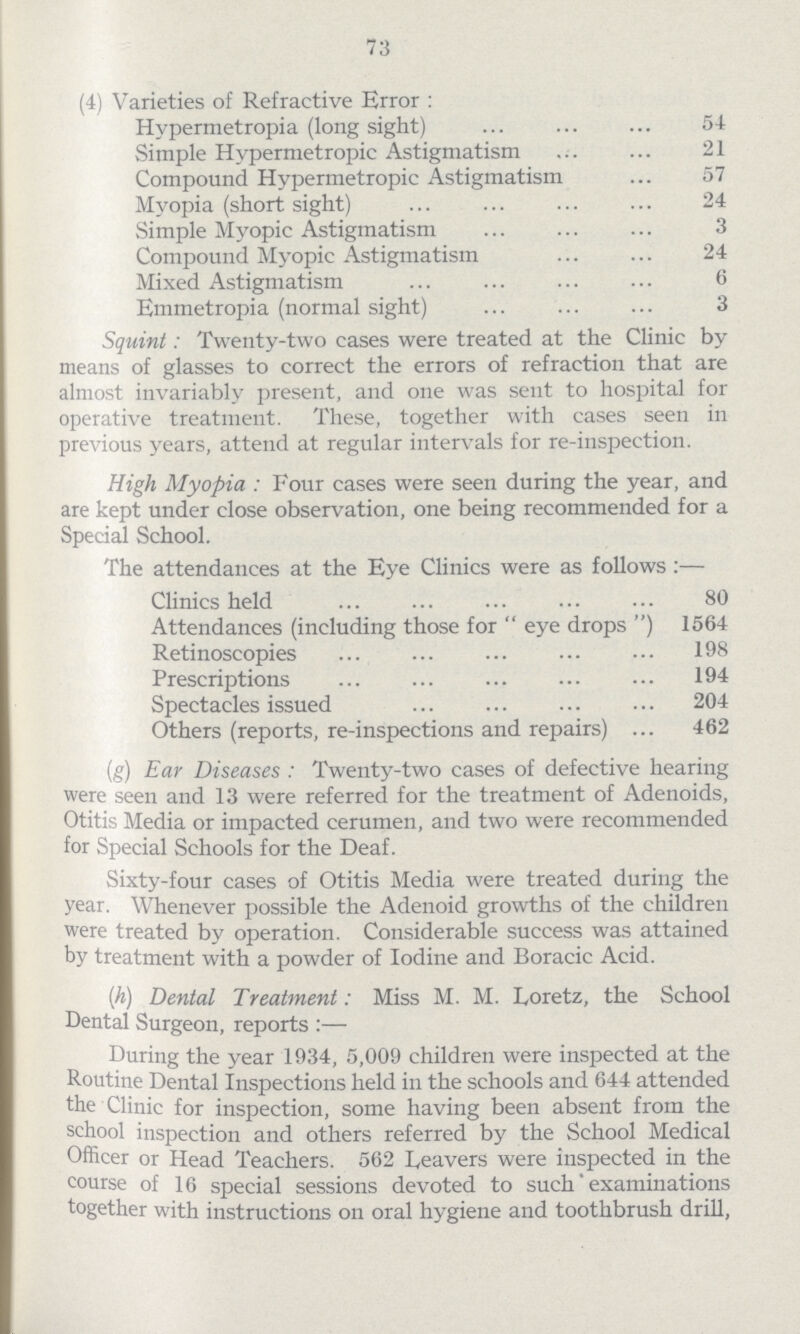 73
(4) Varieties of Refractive Error :
Hypermetropia (long sight) ... ... ... 54
Simple Hypermetropic Astigmatism ... ... 21
Compound Hypermetropic Astigmatism ... 57
Myopia (short sight) ... ... ... ... 24
Simple Myopic Astigmatism ... ... ... 3
Compound Myopic Astigmatism ... ... 24
Mixed Astigmatism ... ... ... ... 6
Emmetropia (normal sight) ... ... ... 3
Squint : Twenty-two cases were treated at the Clinic by
means of glasses to correct the errors of refraction that are
almost invariably present, and one was sent to hospital for
operative treatment. These, together with cases seen in
previous years, attend at regular intervals for re-inspection.
High Myopia : Four cases were seen during the year, and
are kept under close observation, one being recommended for a
Special School.
The attendances at the Eye Clinics were as follows :—
Clinics held ... ... ... ... ... 80
Attendances (including those for " eye drops ") 1564
Retinoscopies ... ... ... ... ... 198
Prescriptions ... ... ... ... ... 194
Spectacles issued ... ... ... ... 204
Others (reports, re-inspections and repairs) ... 462
(g) Ear Diseases : Twenty-two cases of defective hearing
were seen and 13 were referred for the treatment of Adenoids,
Otitis Media or impacted cerumen, and two were recommended
for Special Schools for the Deaf.
Sixty-four cases of Otitis Media were treated during the
year. Whenever possible the Adenoid growths of the children
were treated by operation. Considerable success was attained
by treatment with a powder of Iodine and Boracic Acid.
(h) Dental Treatment : Miss M. M. Loretz, the School
Dental Surgeon, reports :—
During the year 1934, 5,009 children were inspected at the
Routine Dental Inspections held in the schools and 644 attended
the Clinic for inspection, some having been absent from the
school inspection and others referred by the School Medical
Officer or Head Teachers. 562 Leavers were inspected in the
course of 16 special sessions devoted to such examinations
together with instructions on oral hygiene and toothbrush drill,